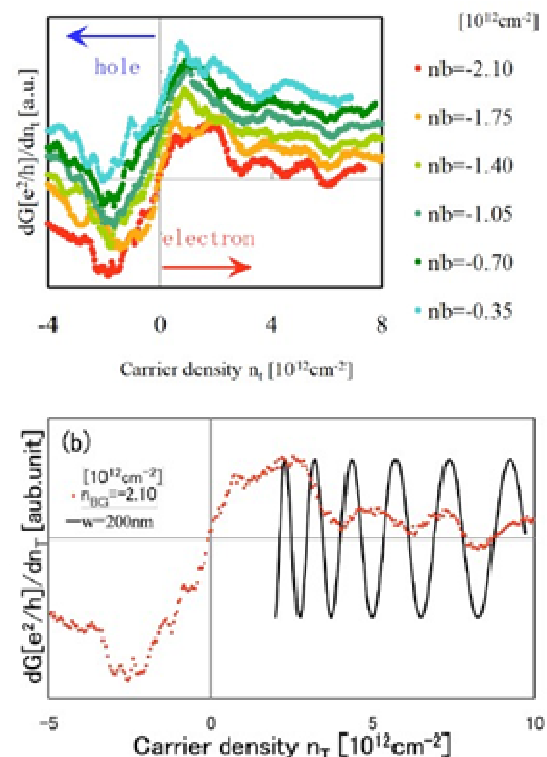 [10¹²cm⁻²]
hole
nb=-2.10
nb=-1.75
nb=-1.40
nb=-1.05
nb=-0.70
nb=-0.35
dG[e²/h]/dnₜ [a.u.]
electron
-4 0 4 8
Carrier density nₜ [10¹²cm⁻²]
(b)
[10¹²cm⁻²]
n_BG=-2.10
w=200nm
dG[e²/h]/dn_T [aub.unit]
-5 0 5 10
Carrier density n_T [10¹²cm⁻²]